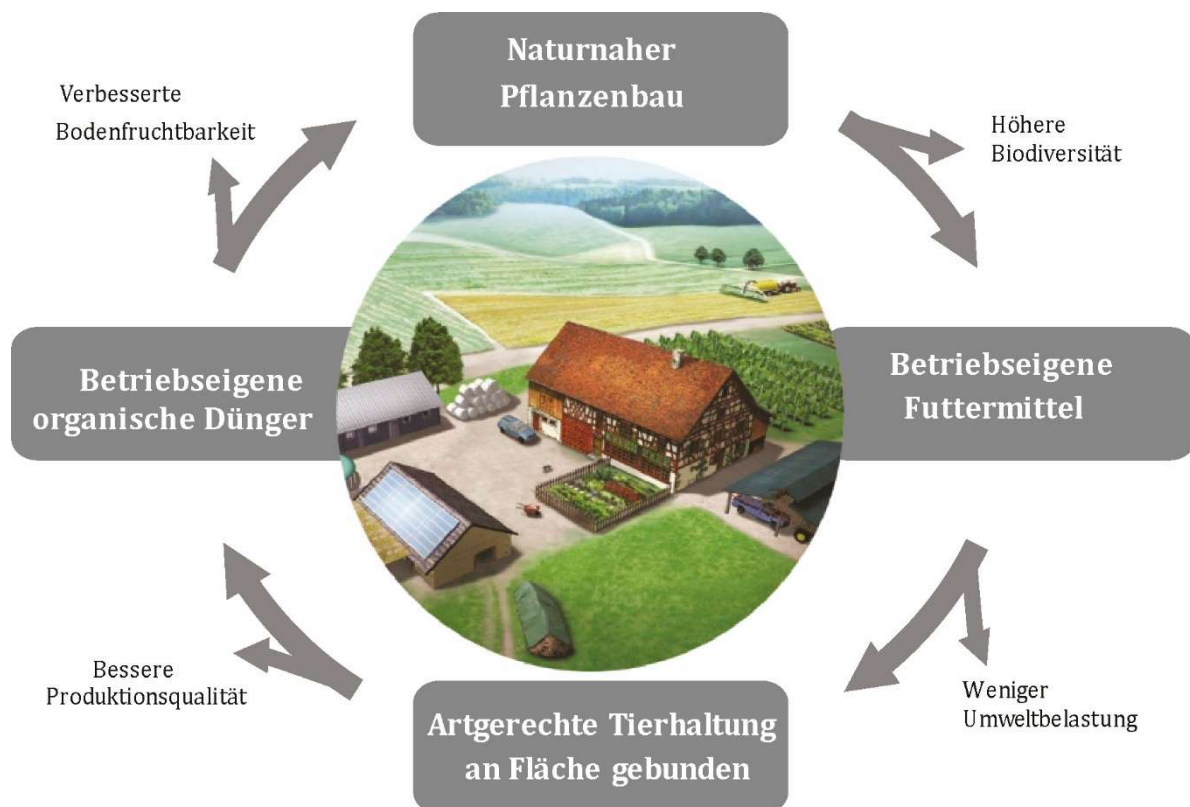 Naturnaher
Pflanzenbau
Verbesserte
Bodenfruchtbarkeit
Höhere
Biodiversität
Betriebseigene
organische Dünger
Betriebseigene
Futtermittel
Bessere
Produktionsqualität
Weniger
Umweltbelastung
Artgerechte Tierhaltung
an Fläche gebunden